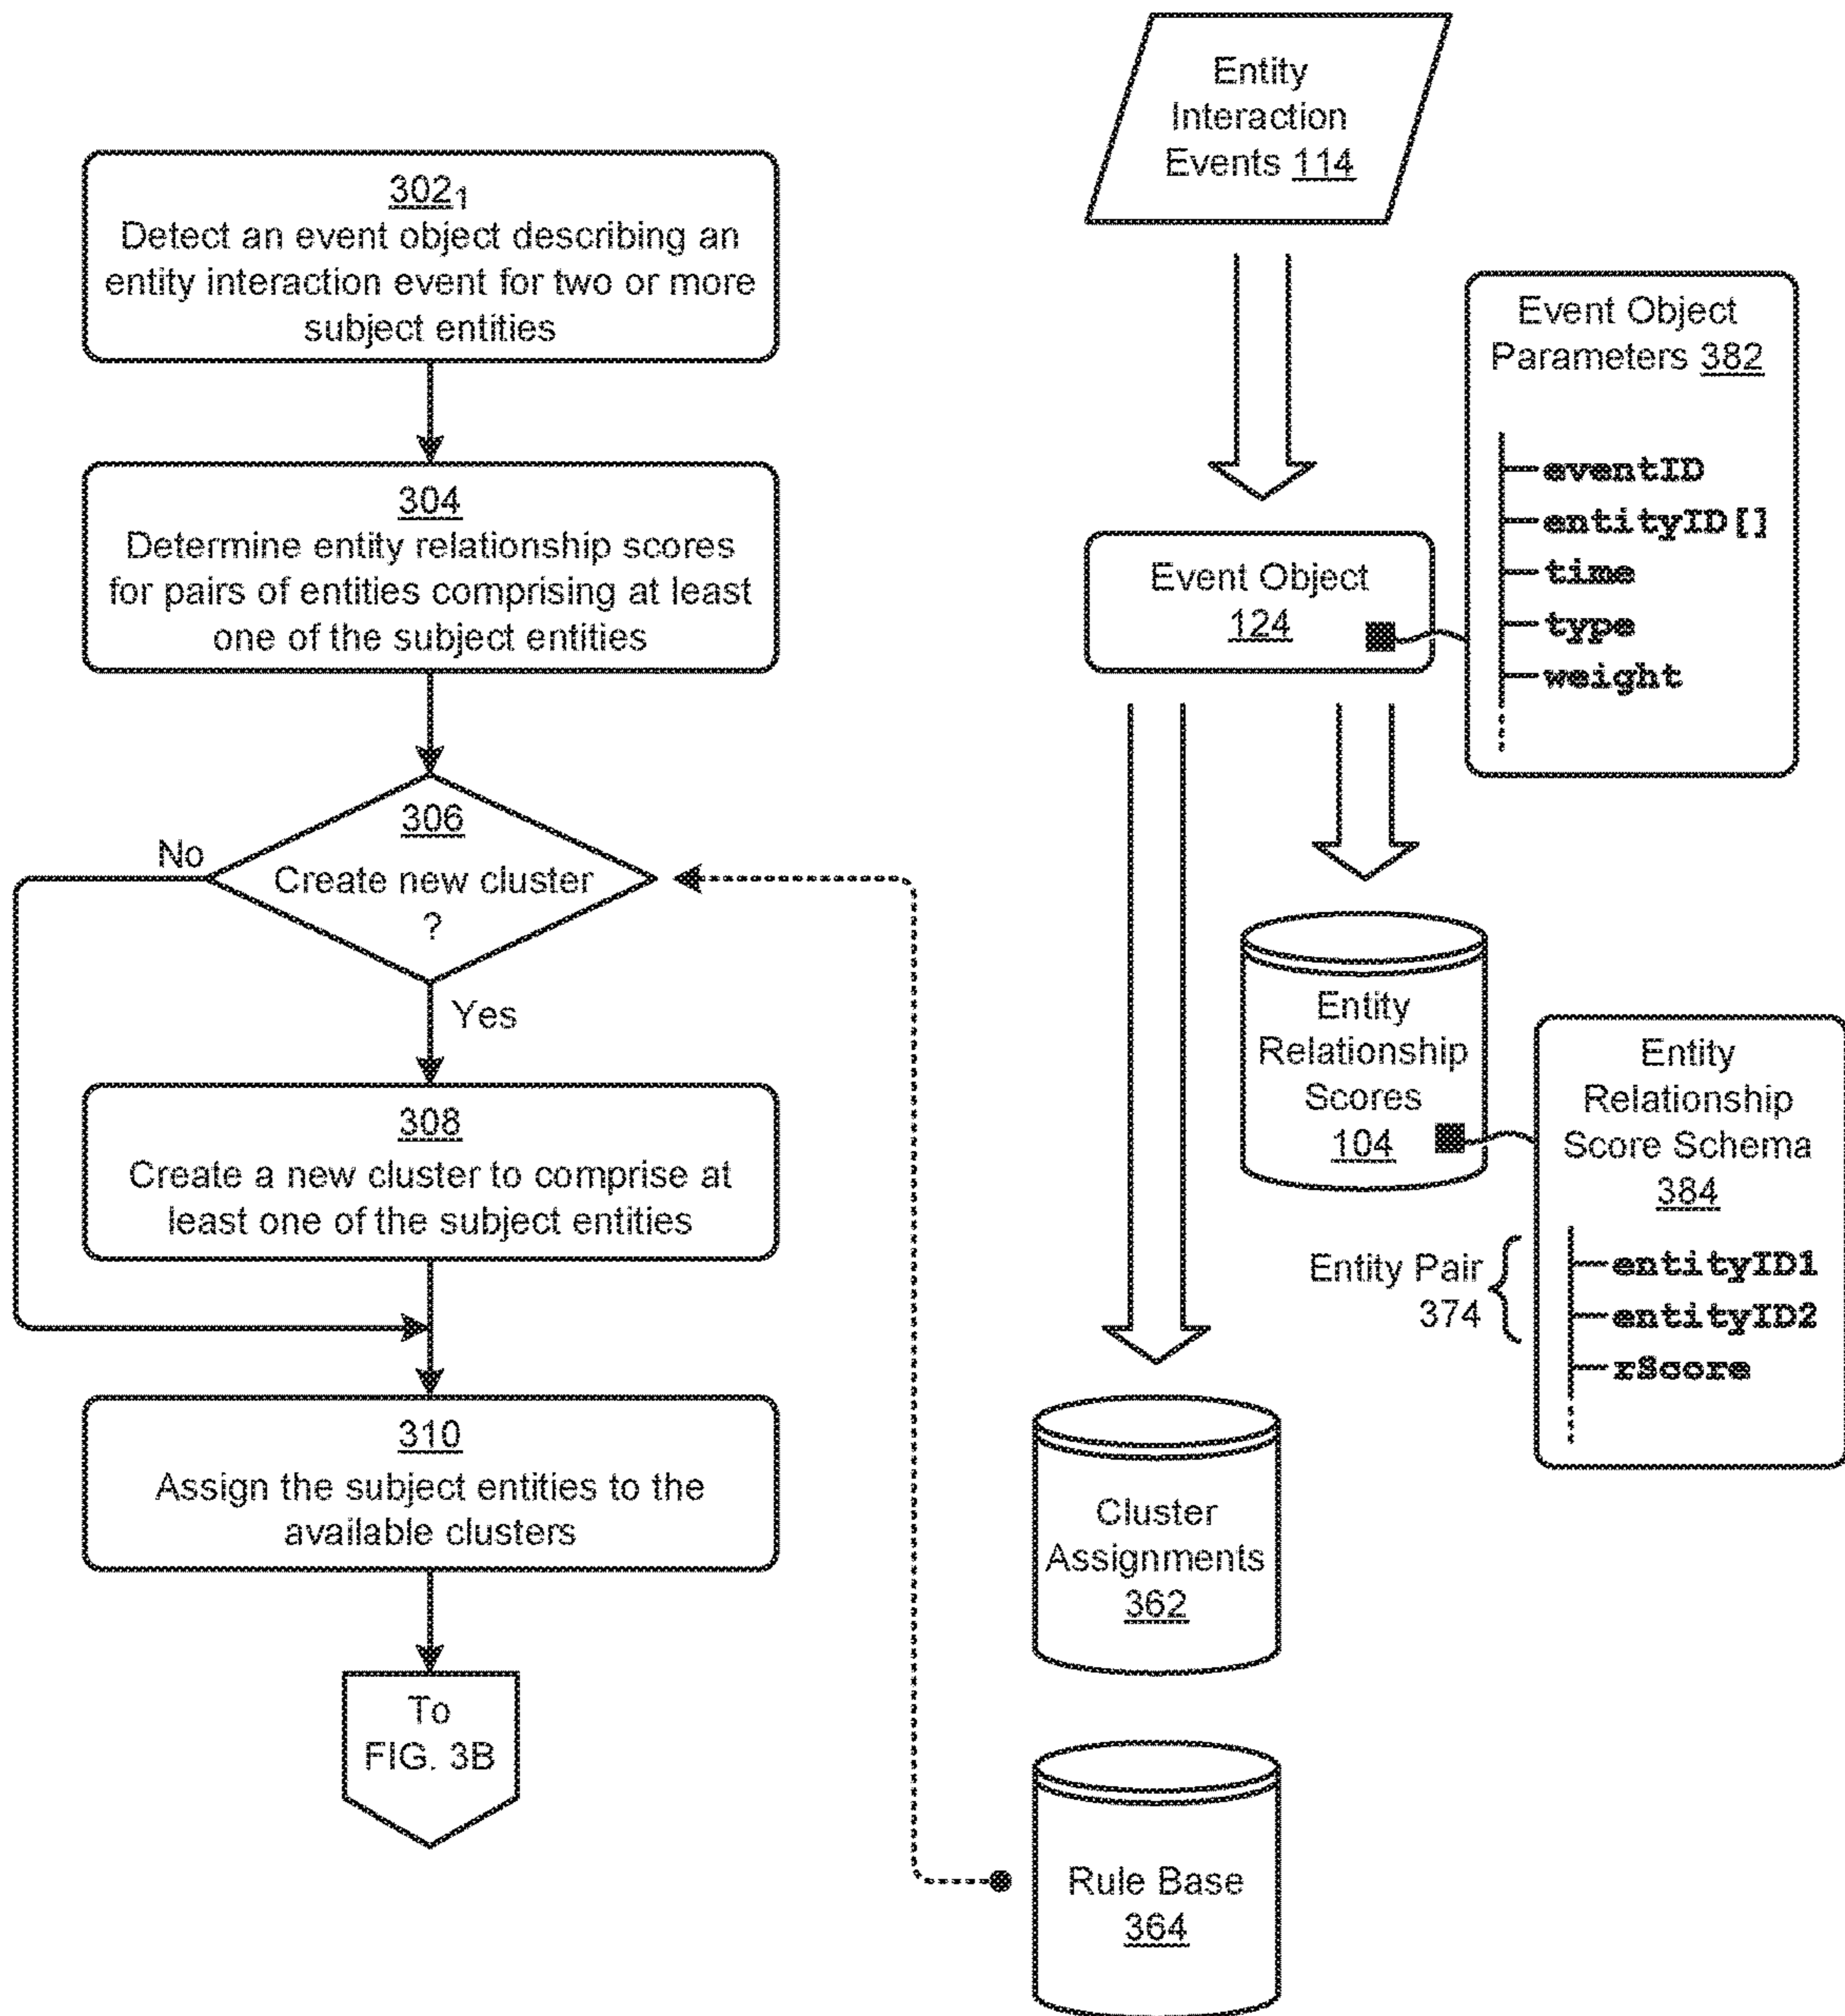 302₁
Detect an event object describing an
entity interaction event for two or more
subject entities
304
Determine entity relationship scores
for pairs of entities comprising at least
one of the subject entities
306
Create new cluster
?
No
Yes
308
Create a new cluster to comprise at
least one of the subject entities
310
Assign the subject entities to the
available clusters
To
FIG. 3B
Entity
Interaction
Events 114
Event Object
124
Event Object
Parameters 382
eventID
entityID[]
time
type
weight
Entity
Relationship
Scores
104
Entity
Relationship
Score Schema
384
Entity Pair
374
entityID1
entityID2
rScore
Cluster
Assignments
362
Rule Base
364